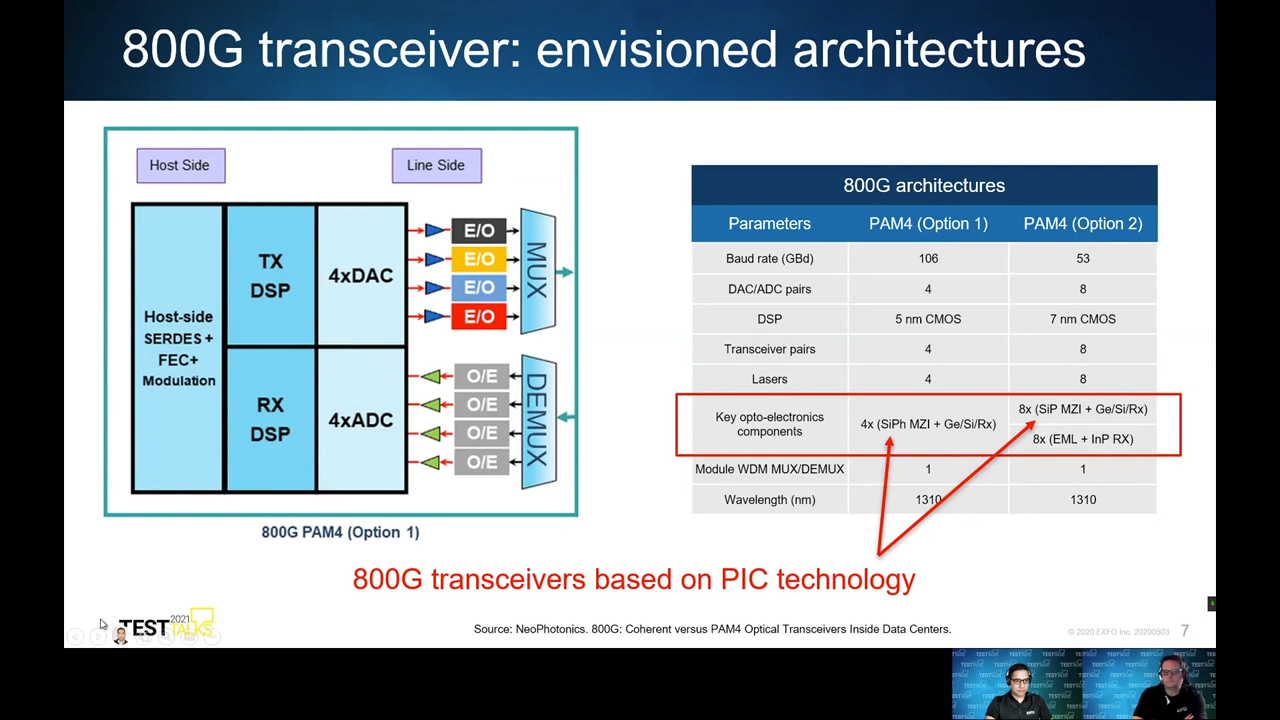 800G transceiver: envisioned architectures
Host Side
Line Side
Host-side
SERDES +
FEC+
Modulation
TX
DSP
4xDAC
E/O
E/O
E/O
E/O
MUX
RX
DSP
4xADC
O/E
O/E
O/E
O/E
DEMUX
800G PAM4 (Option 1)
800G architectures
Parameters PAM4 (Option 1) PAM4 (Option 2)
Baud rate (GBd) 106 53
DAC/ADC pairs 4 8
DSP 5 nm CMOS 7 nm CMOS
Transceiver pairs 4 8
Lasers 4 8
Key opto-electronics
components
4x (SiPh MZI + Ge/Si/Rx)
8x (SiP MZI + Ge/Si/Rx)
8x (EML + InP RX)
Module WDM MUX/DEMUX 1 1
Wavelength (nm) 1310 1310
800G transceivers based on PIC technology
TEST TALKS 2021
Source: NeoPhotonics. 800G: Coherent versus PAM4 Optical Transceivers Inside Data Centers.
© 2020 EXFO Inc. 20200503 7